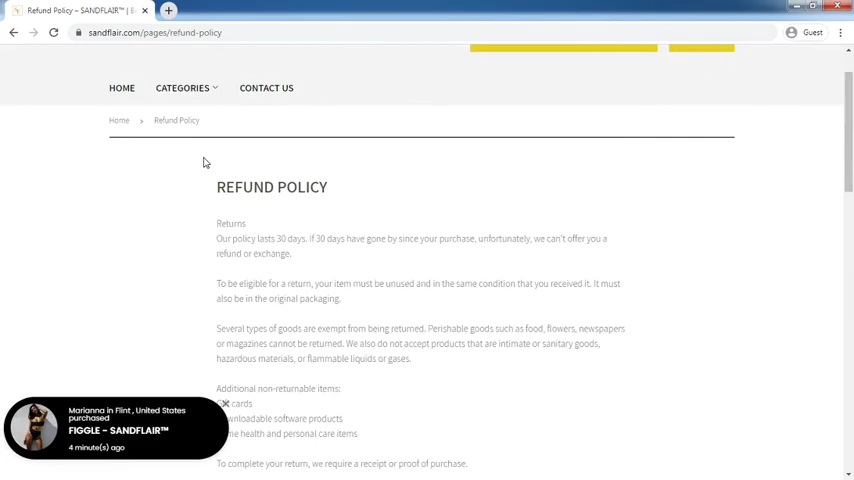 Refund Policy – SANDFLAIR™ | B
sandflair.com/pages/refund-policy
Guest
HOME
CATEGORIES
CONTACT US
Home
Refund Policy
REFUND POLICY
Returns
Our policy lasts 30 days. If 30 days have gone by since your purchase, unfortunately, we can't offer you a
refund or exchange.
To be eligible for a return, your item must be unused and in the same condition that you received it. It must
also be in the original packaging.
Several types of goods are exempt from being returned. Perishable goods such as food, flowers, newspapers
or magazines cannot be returned. We also do not accept products that are intimate or sanitary goods,
hazardous materials, or flammable liquids or gases.
Additional non-returnable items:
cards
wnloadable software products
me health and personal care items
To complete your return, we require a receipt or proof of purchase.
Marianna in Flint , United States
purchased
FIGGLE - SANDFLAIR™
4 minute(s) ago